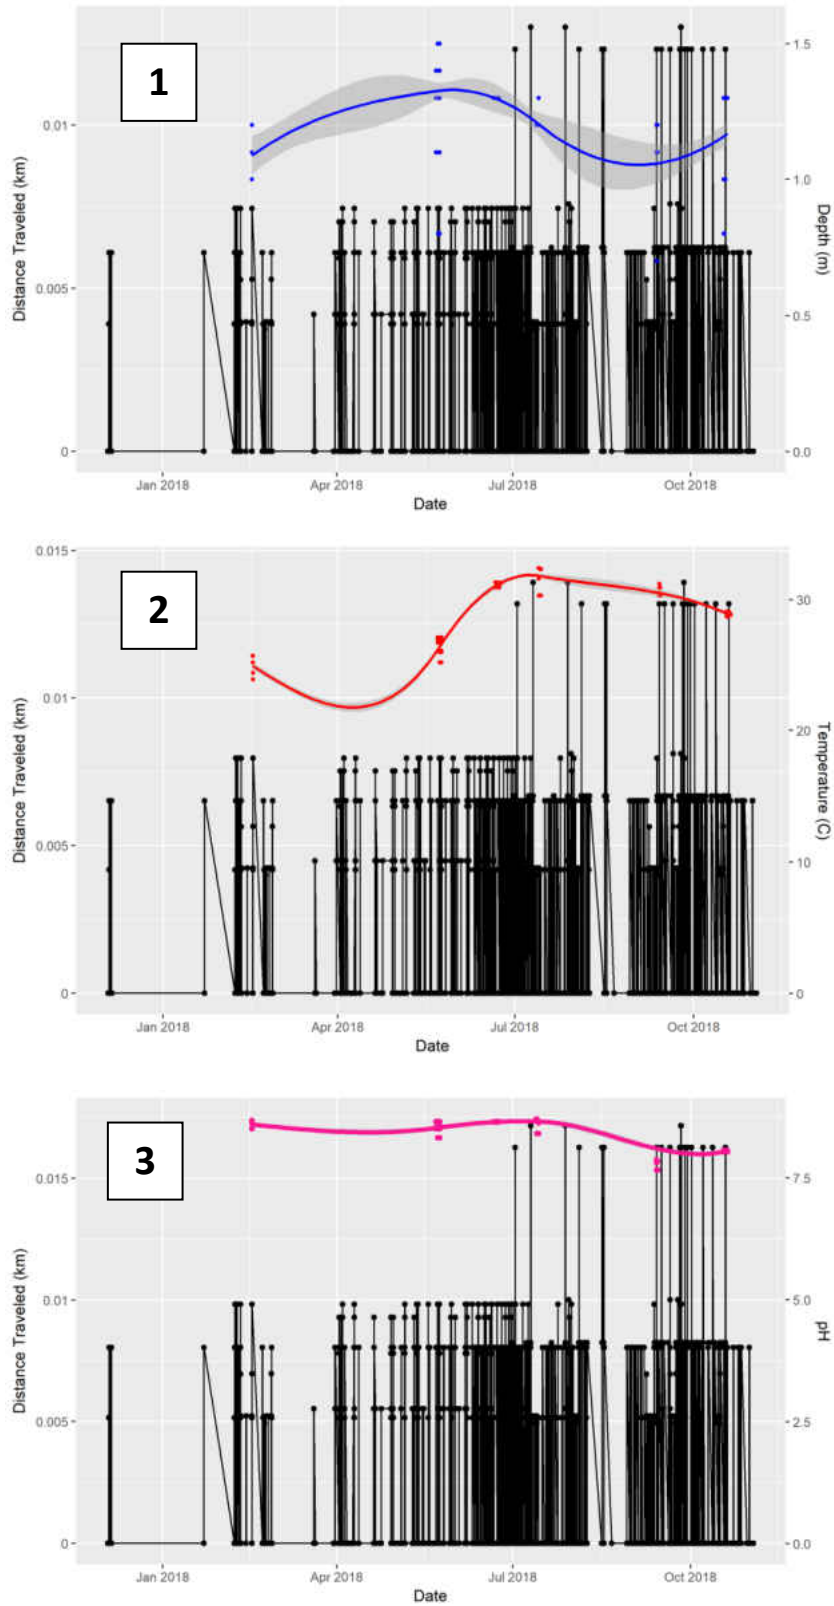 1
Distance Traveled (km)
0.01
0.005
0
1.5
1.0
0.5
0.0
Depth (m)
Jan 2018
Apr 2018
Jul 2018
Oct 2018
Date
2
Distance Traveled (km)
0.015
0.01
0.005
0
30
20
10
0
Temperature (C)
Jan 2018
Apr 2018
Jul 2018
Oct 2018
Date
3
Distance Traveled (km)
0.015
0.01
0.005
0
7.5
5.0
2.5
0.0
pH
Jan 2018
Apr 2018
Jul 2018
Oct 2018
Date